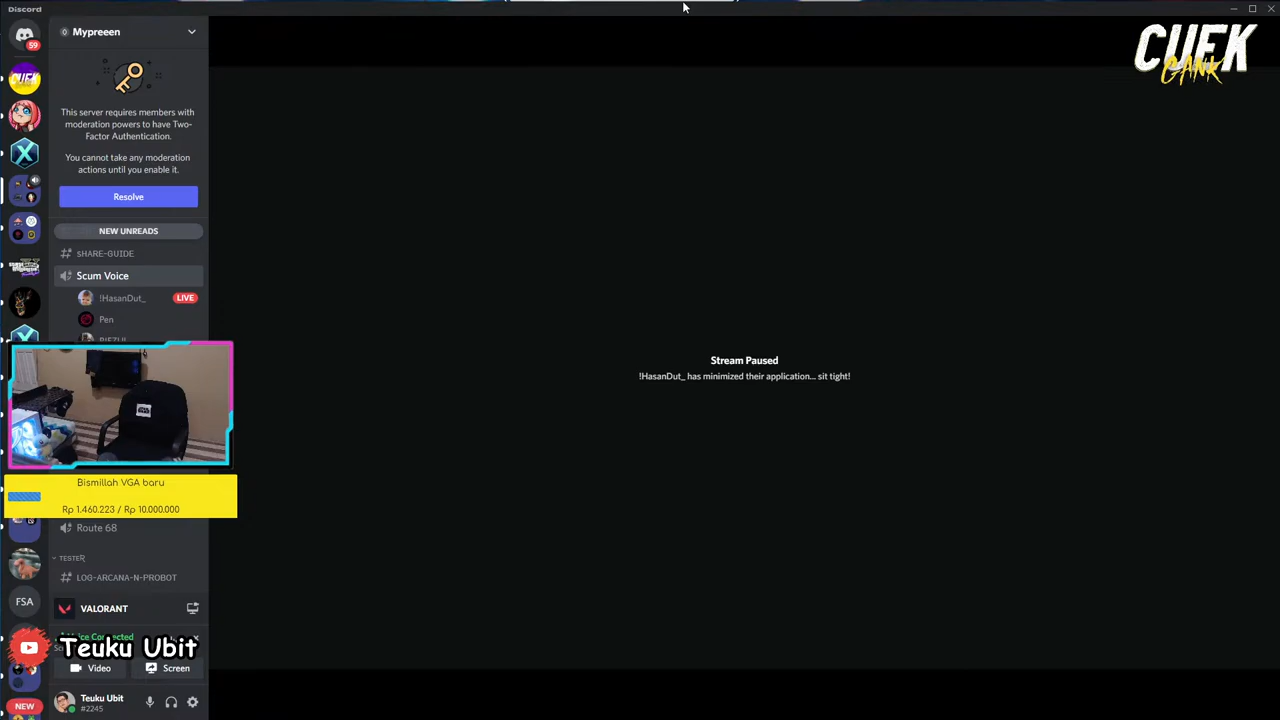 Discord
59
Mypreeen
This server requires members with
moderation powers to have Two-
Factor Authentication.
You cannot take any moderation
actions until you enable it.
Resolve
NEW UNREADS
SHARE-GUIDE
Scum Voice
!HasanDut_ LIVE
Pen
Bismillah VGA baru
Rp 1.460.223 / Rp 10.000.000
Route 68
TESTER
LOG-ARCANA-N-PROBOT
FSA
VALORANT
Voice Connected
Teuku Ubit
Video
Screen
Teuku Ubit
#2245
NEW
Stream Paused
!HasanDut_ has minimized their application... sit tight!
CUEK
GANK